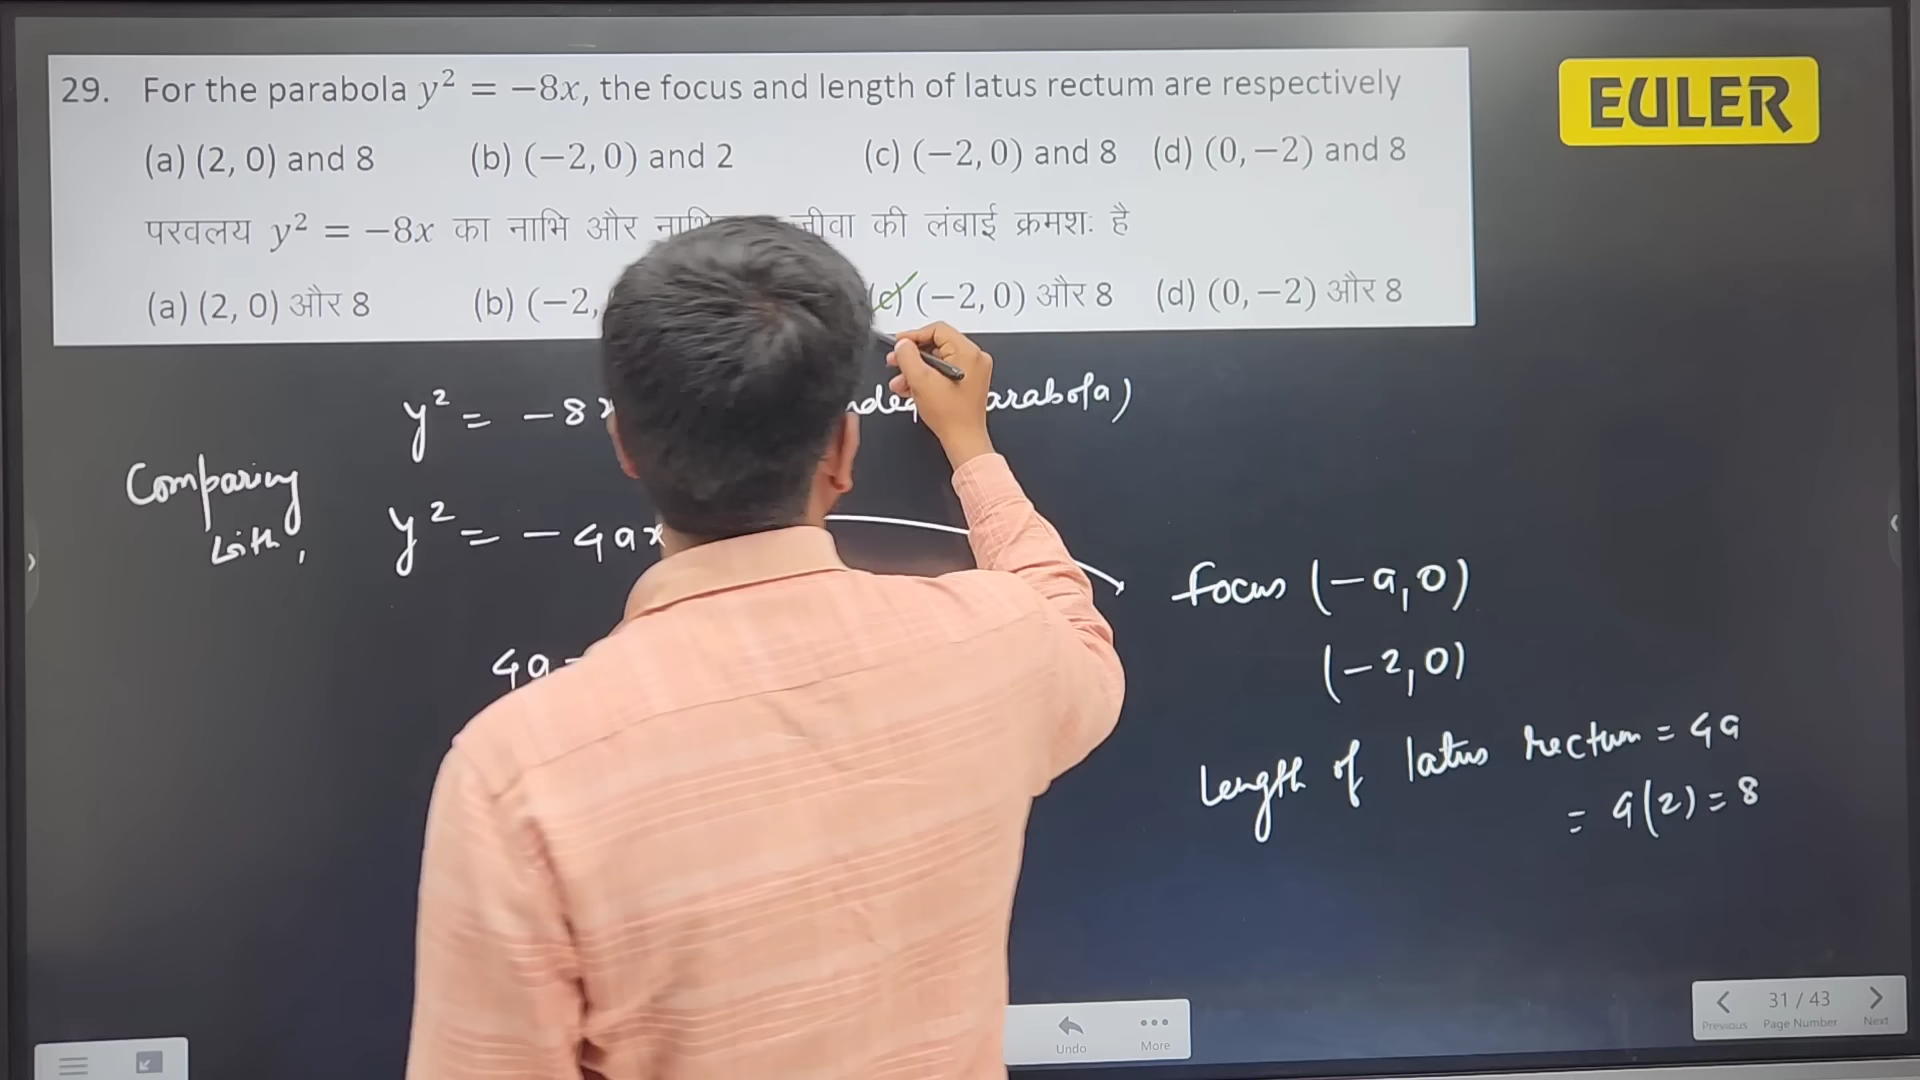 29. For the parabola y² = −8x, the focus and length of latus rectum are respectively
(a) (2, 0) and 8 (b) (−2, 0) and 2 (c) (−2, 0) and 8 (d) (0, −2) and 8
परवलय y² = −8x का नाभि और की लंबाई क्रमश: है
(a) (2, 0) और 8 (b) (−2, (c) (−2, 0) और 8 (d) (0, −2) और 8
EULER
y² = −8x
Comparing with, y² = −4ax
4a
focus (−a, 0)
(−2, 0)
Length of latus rectum = 4a
= 4(2) = 8
Undo More
31 / 43
Previous Page Number Next